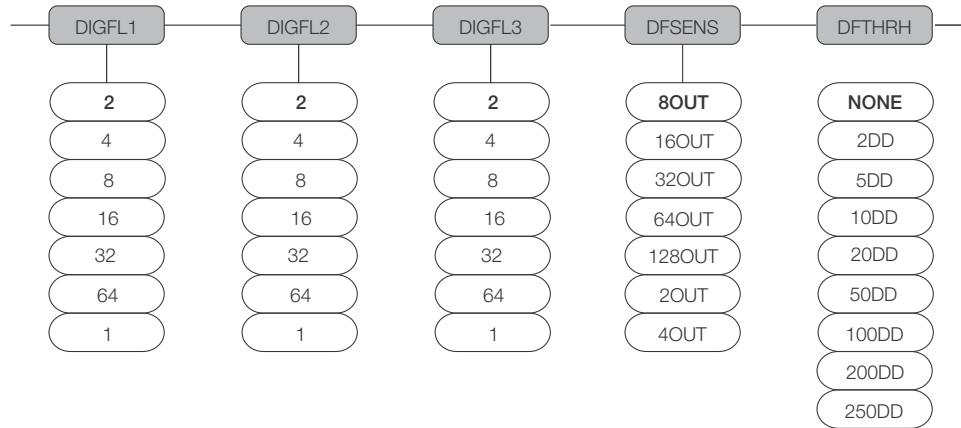 DIGFL1 DIGFL2 DIGFL3 DFSENS DFTHRH
2 2 2 8OUT NONE
4 4 4 16OUT 2DD
8 8 8 32OUT 5DD
16 16 16 64OUT 10DD
32 32 32 128OUT 20DD
64 64 64 2OUT 50DD
1 1 1 4OUT 100DD
200DD
250DD